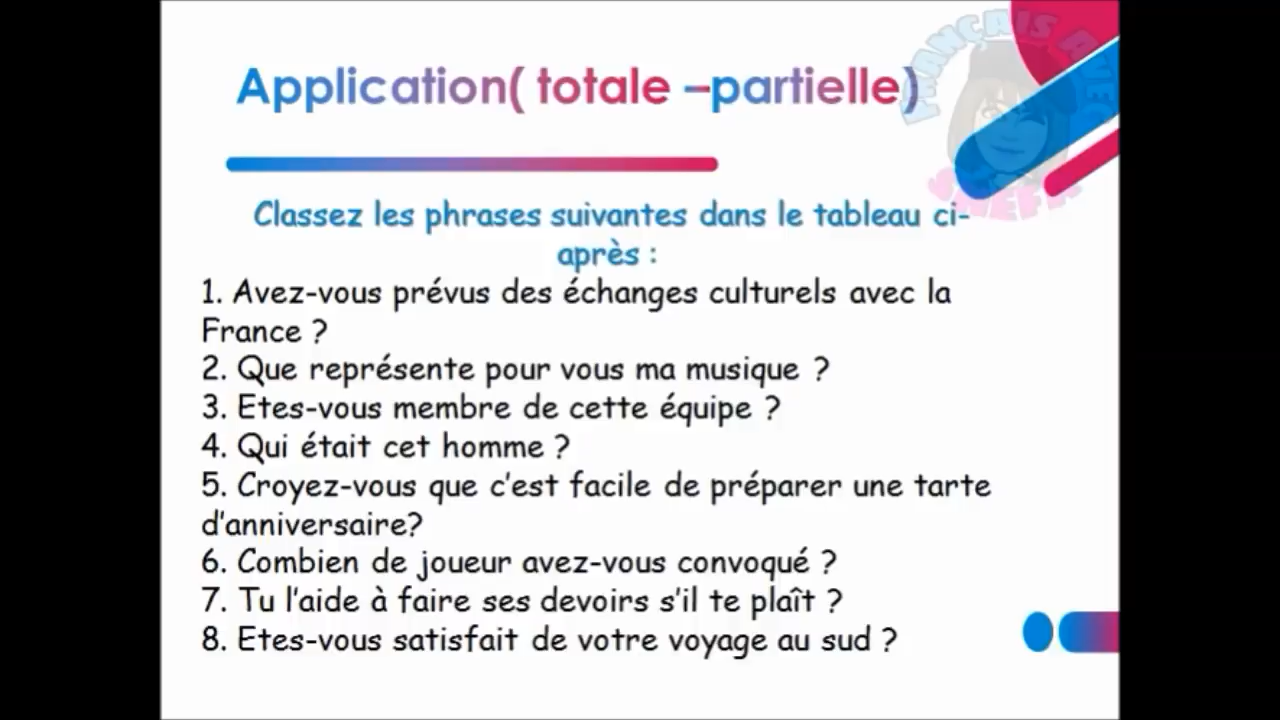 Application( totale –partielle)
FRANÇAIS AVEC
Classez les phrases suivantes dans le tableau ci-
après :
1. Avez-vous prévus des échanges culturels avec la
France ?
2. Que représente pour vous ma musique ?
3. Etes-vous membre de cette équipe ?
4. Qui était cet homme ?
5. Croyez-vous que c’est facile de préparer une tarte
d’anniversaire?
6. Combien de joueur avez-vous convoqué ?
7. Tu l’aide à faire ses devoirs s’il te plaît ?
8. Etes-vous satisfait de votre voyage au sud ?